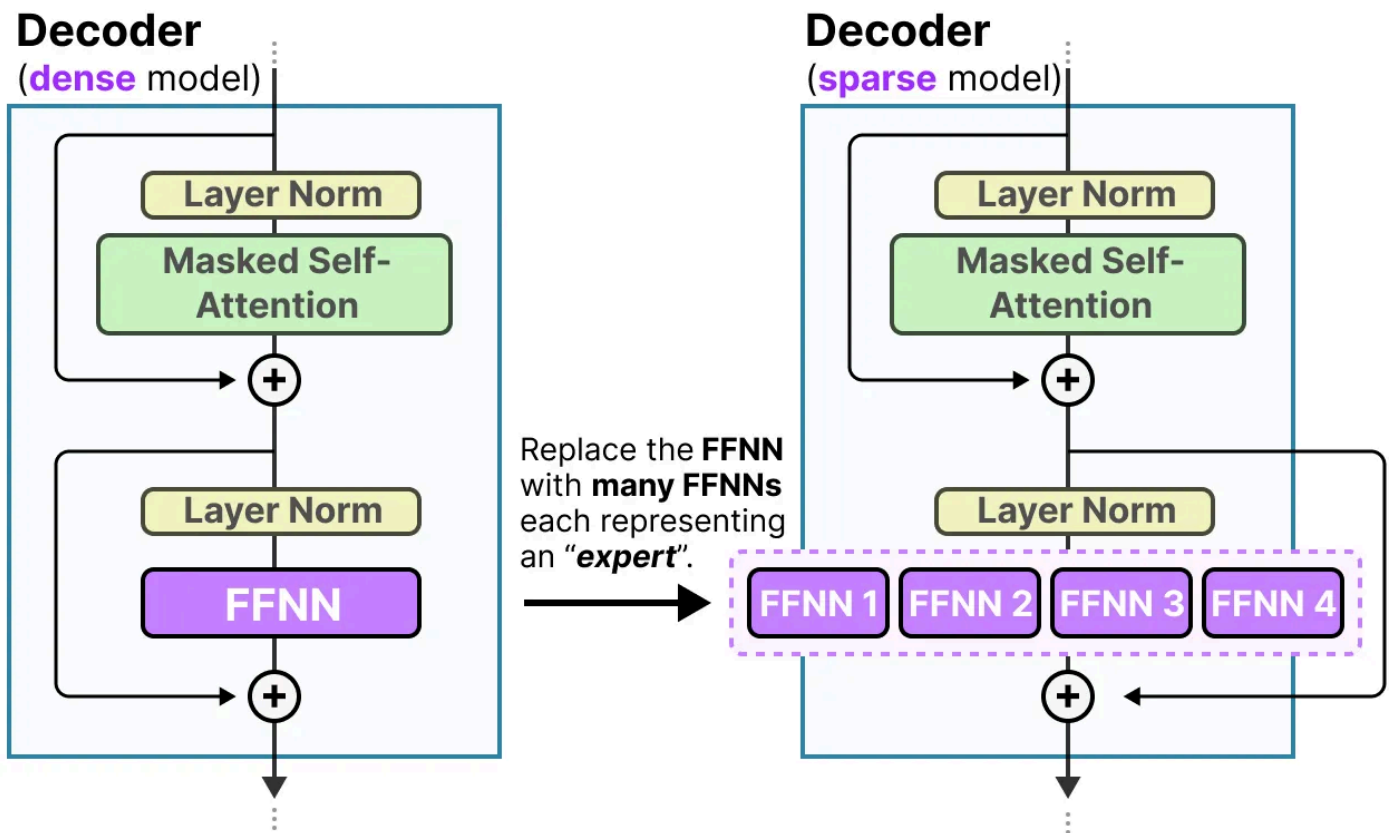 Decoder
(dense model)
Layer Norm
Masked Self-
Attention
+
Layer Norm
FFNN
+
Replace the FFNN
with many FFNNs
each representing
an “expert”.
Decoder
(sparse model)
Layer Norm
Masked Self-
Attention
+
Layer Norm
FFNN 1 FFNN 2 FFNN 3 FFNN 4
+